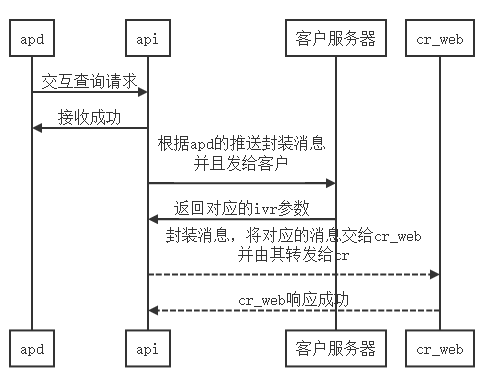 apd
api
客户服务器
cr_web
交互查询请求
接收成功
根据apd的推送封装消息
并且发给客户
返回对应的ivr参数
封装消息，将对应的消息交给cr_web
并由其转发给cr
cr_web响应成功
apd
api
客户服务器
cr_web